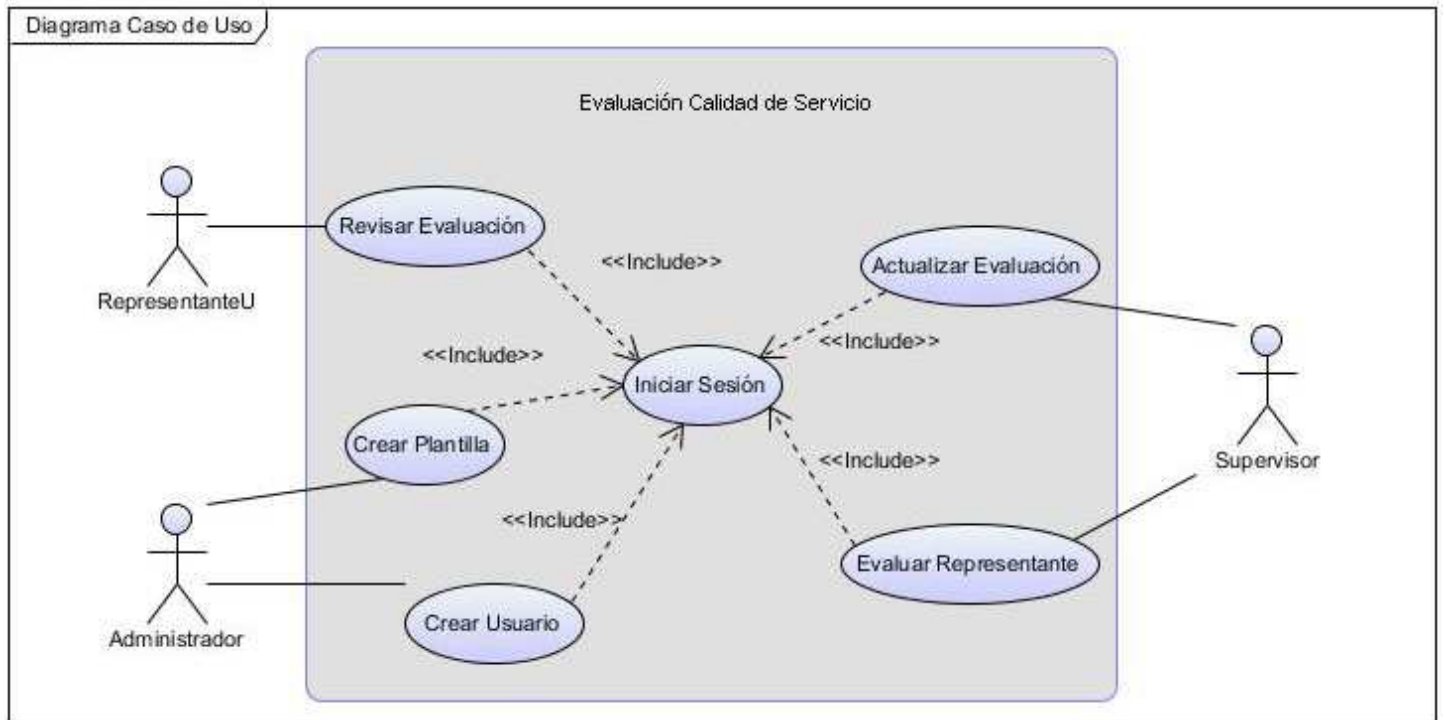 Diagrama Caso de Uso
Evaluación Calidad de Servicio
Revisar Evaluación
<<Include>>
Actualizar Evaluación
RepresentanteU
<<Include>>
<<Include>>
Iniciar Sesión
Crear Plantilla
<<Include>>
Supervisor
<<Include>>
Evaluar Representante
Crear Usuario
Administrador